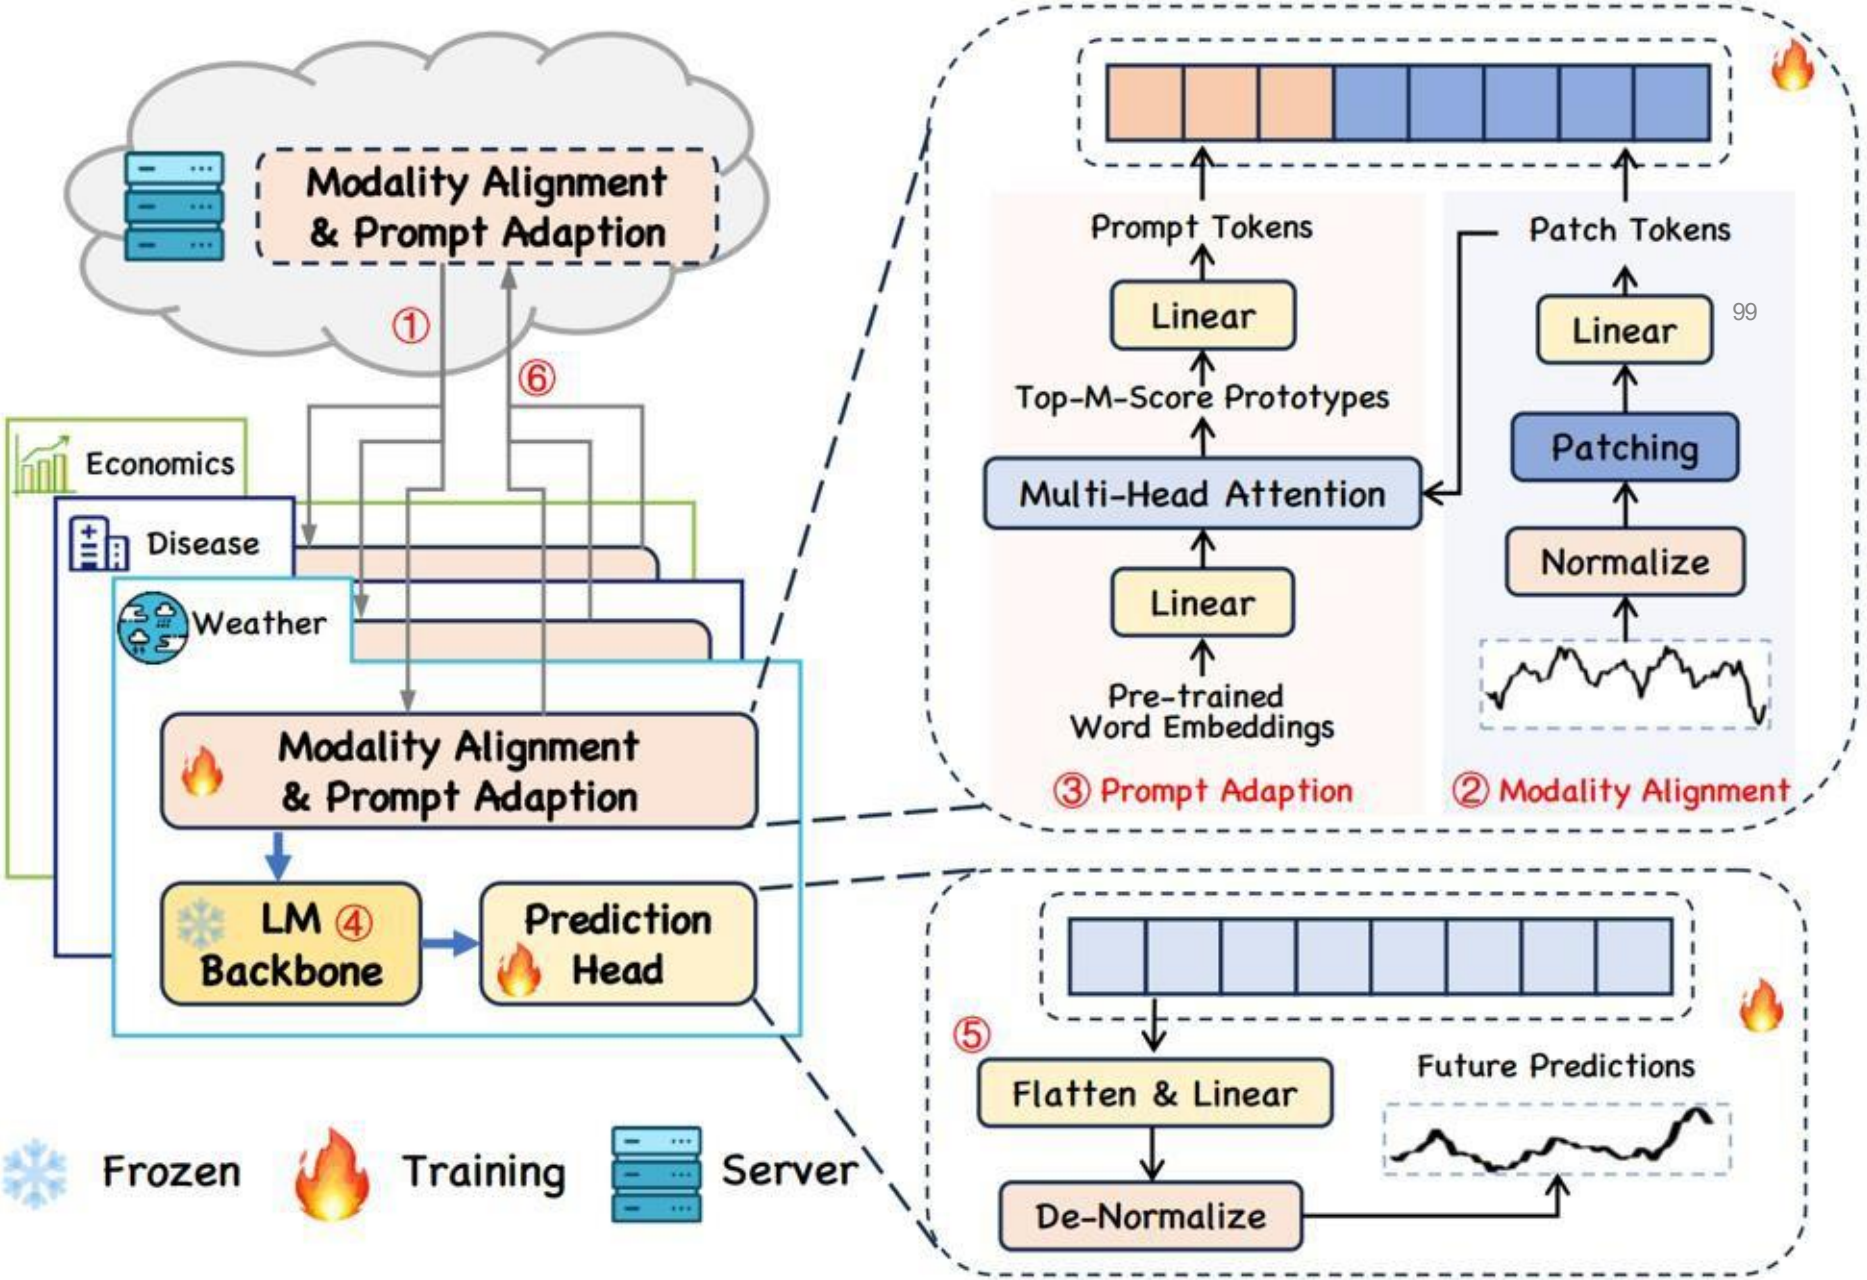 Modality Alignment
& Prompt Adaption
①
⑥
Economics
Disease
Weather
Modality Alignment
& Prompt Adaption
LM ④
Backbone
Prediction
Head
Frozen
Training
Server
Prompt Tokens
Linear
Top-M-Score Prototypes
Multi-Head Attention
Linear
Pre-trained
Word Embeddings
③ Prompt Adaption
Patch Tokens
Linear
99
Patching
Normalize
② Modality Alignment
⑤
Flatten & Linear
De-Normalize
Future Predictions